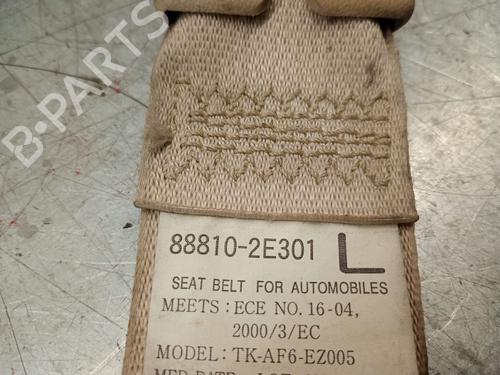 B-PARTS
88810-2E301 L
SEAT BELT FOR AUTOMOBILES
MEETS : ECE NO. 16-04,
2000/3/EC
MODEL: TK-AF6-EZ005